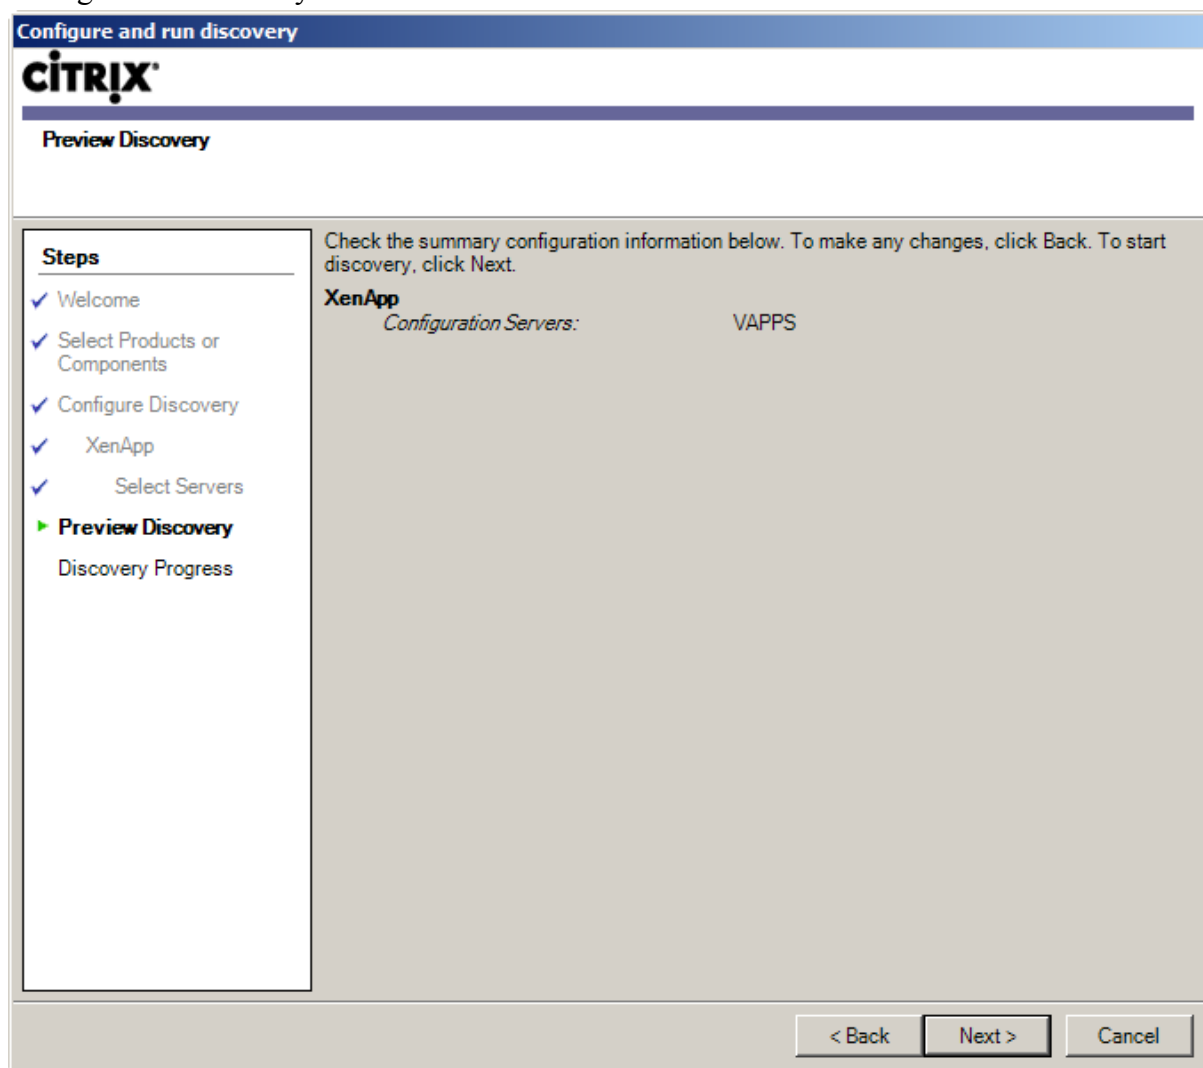 Configure and run discovery
CİTRIX
Preview Discovery
Steps
Welcome
Select Products or
Components
Configure Discovery
XenApp
Select Servers
Preview Discovery
Discovery Progress
Check the summary configuration information below. To make any changes, click Back. To start
discovery, click Next.
XenApp
Configuration Servers: VAPPS
< Back Next > Cancel